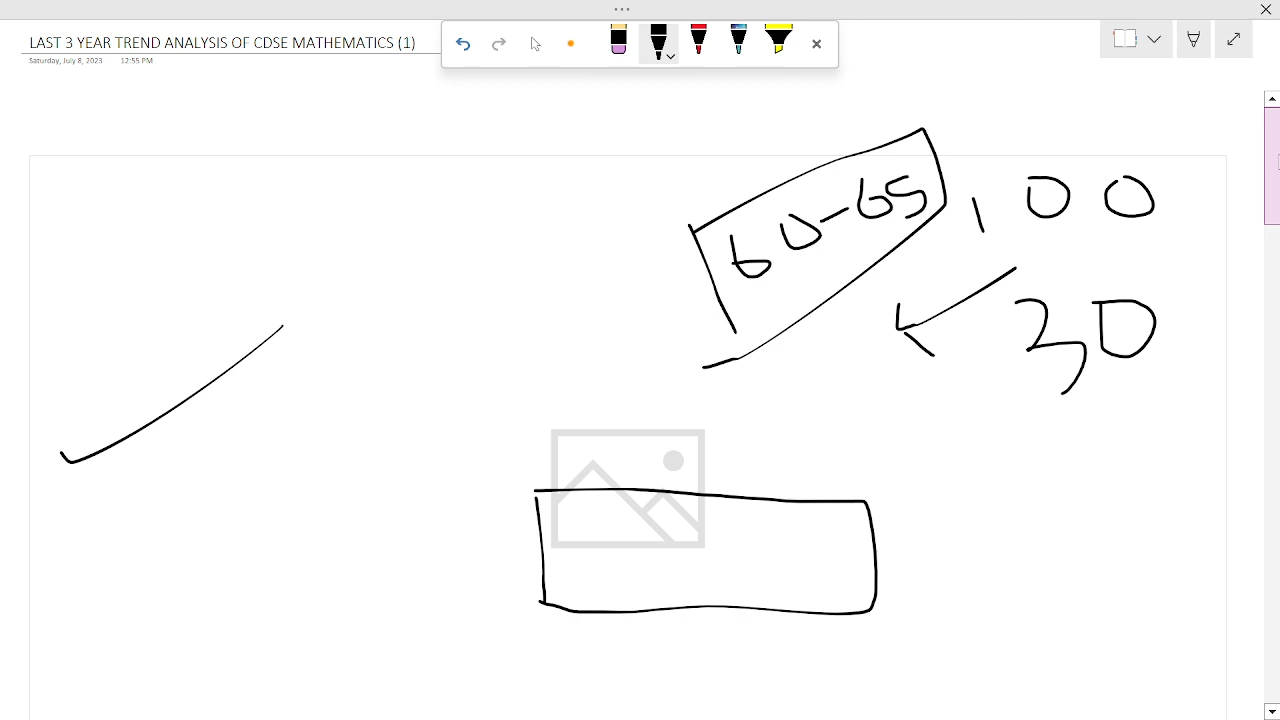 LAST 3 YEAR TREND ANALYSIS OF CDSE MATHEMATICS (1)
Saturday, July 8, 2023 12:55 PM
60-65, 100
30